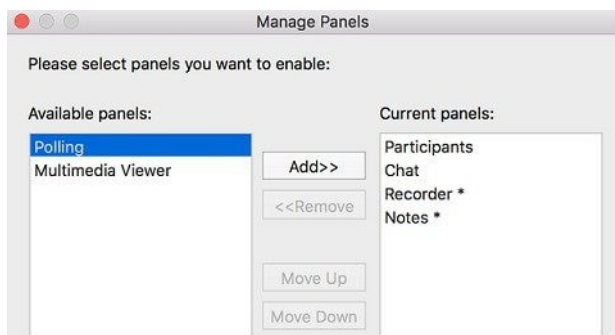 Manage Panels
Please select panels you want to enable:
Available panels:
Polling
Multimedia Viewer
Add>>
<<Remove
Move Up
Move Down
Current panels:
Participants
Chat
Recorder *
Notes *